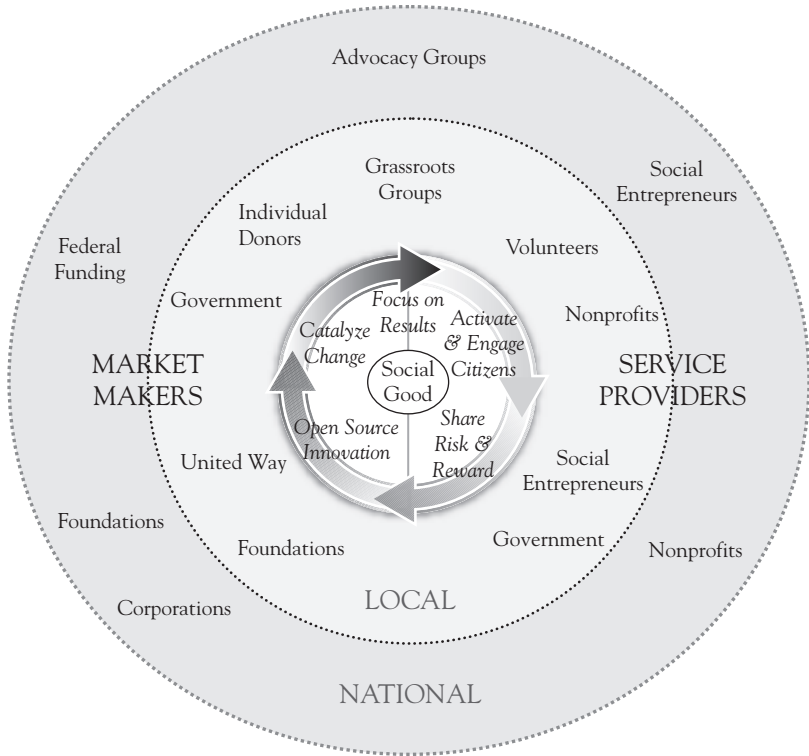 Advocacy Groups
Grassroots
Groups
Social
Entrepreneurs
Individual
Donors
Federal
Funding
Volunteers
Government
Nonprofits
Focus on
Results
Catalyze
Change
Activate
& Engage
Citizens
MARKET
MAKERS
Social
Good
SERVICE
PROVIDERS
Open Source
Innovation
Share
Risk &
Reward
United Way
Social
Entrepreneurs
Foundations
Foundations
Government
Nonprofits
Corporations
LOCAL
NATIONAL